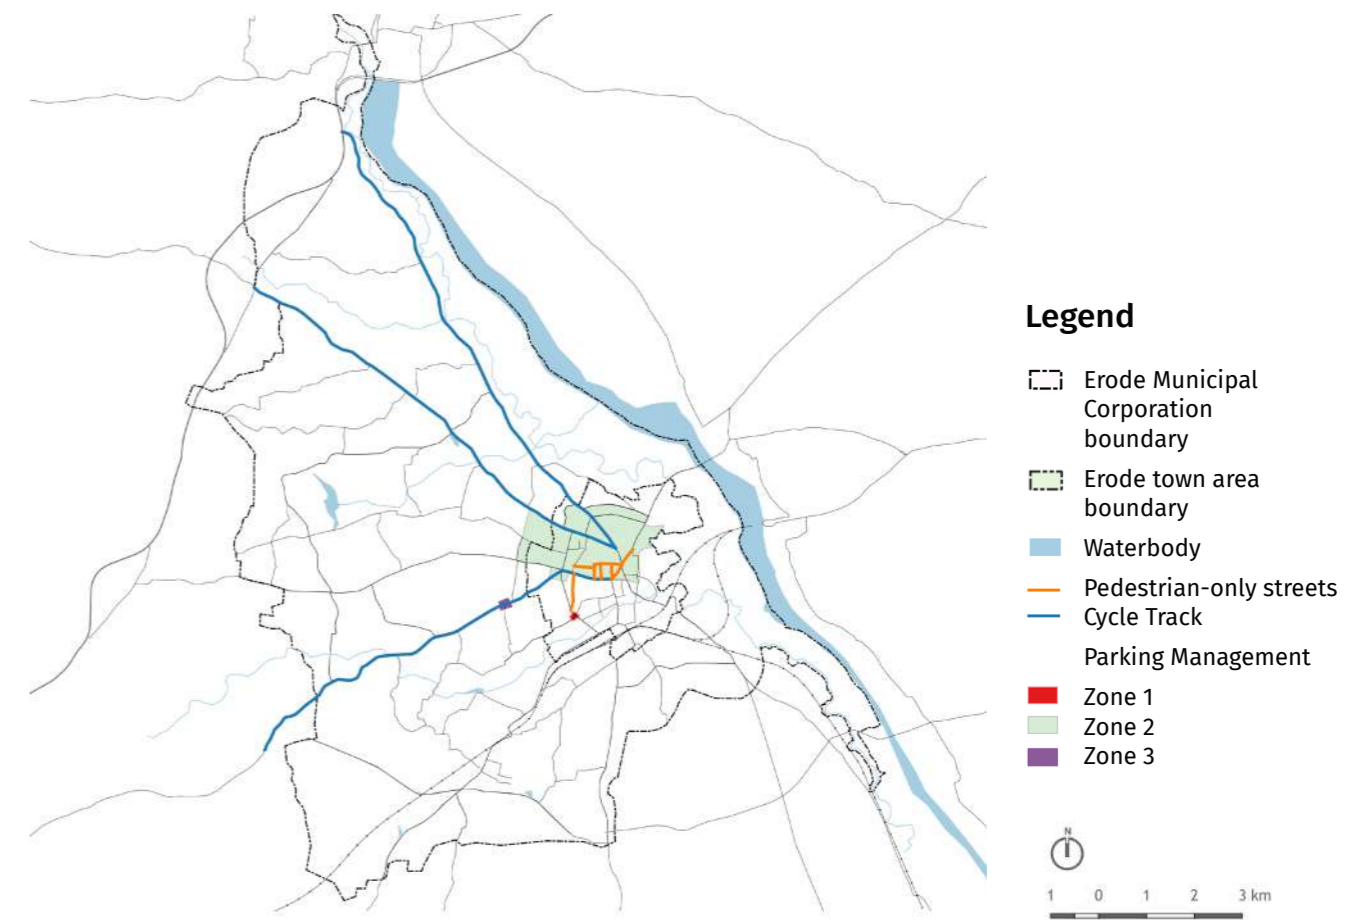 Legend
Erode Municipal
Corporation
boundary
Erode town area
boundary
Waterbody
Pedestrian-only streets
Cycle Track
Parking Management
Zone 1
Zone 2
Zone 3
N
1 0 1 2 3 km